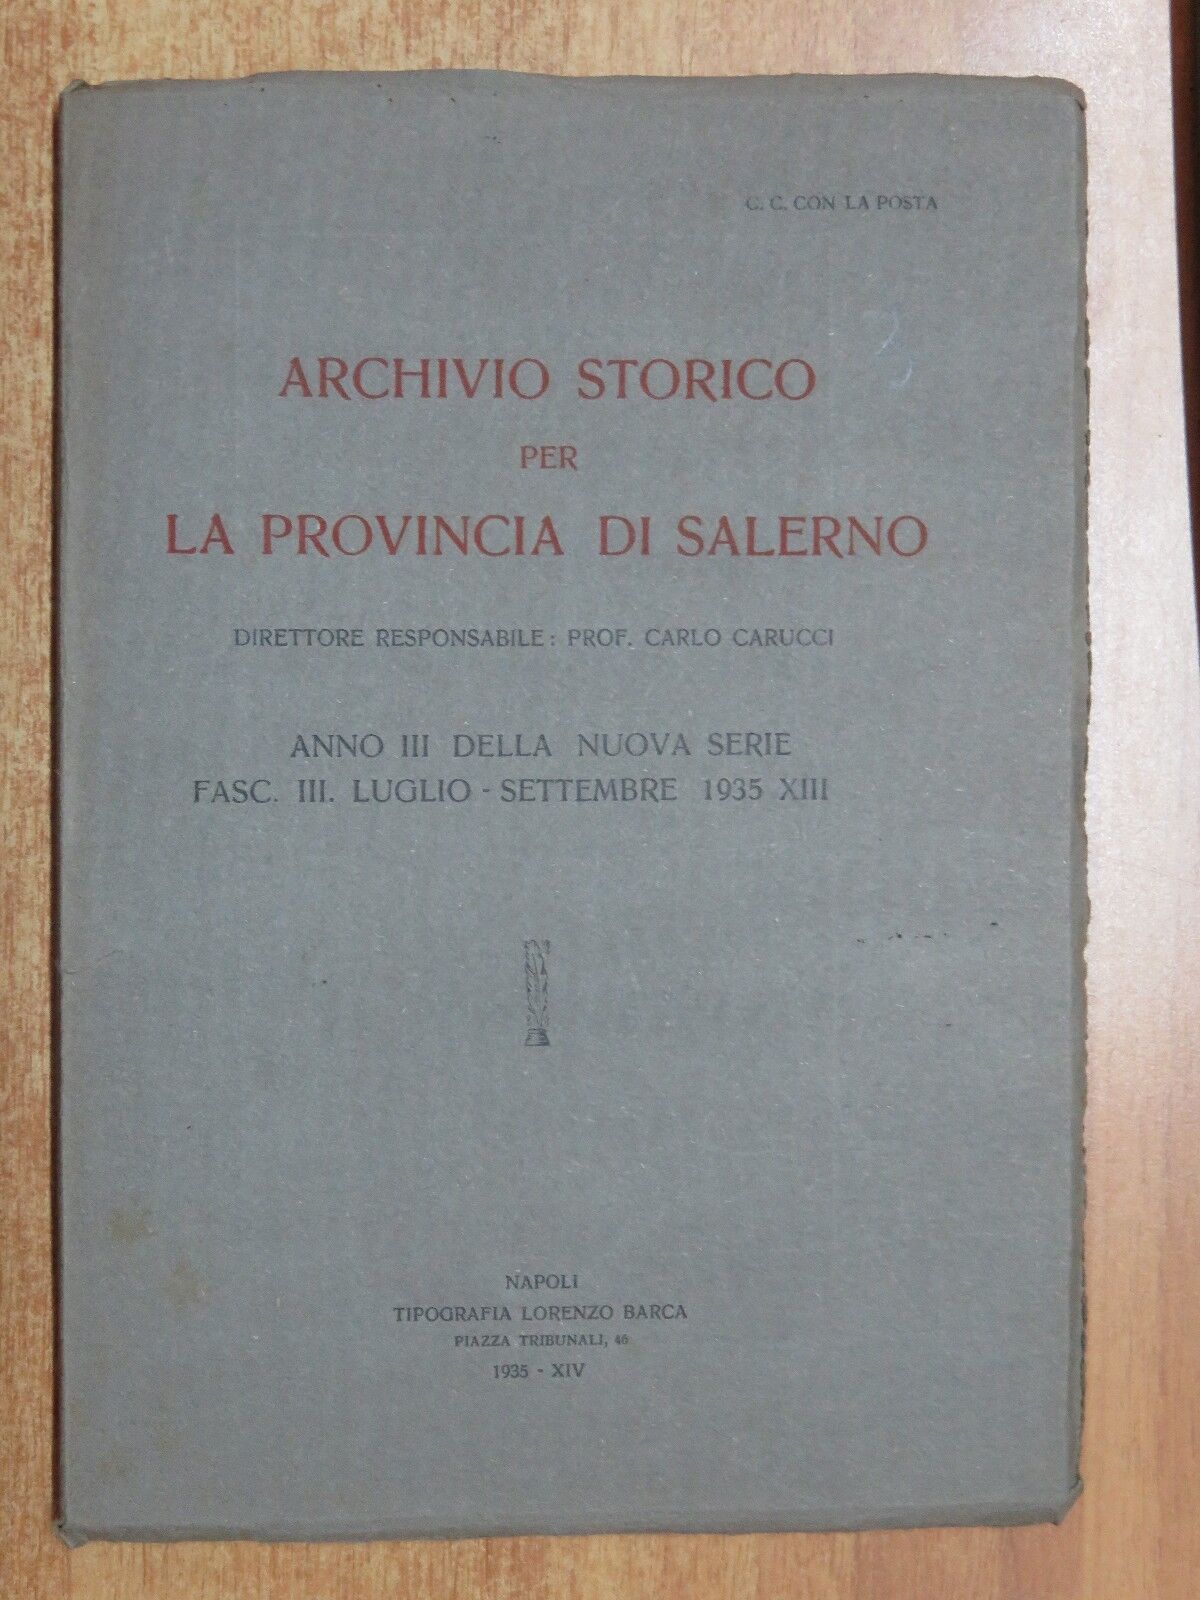 C. C. CON LA POSTA
ARCHIVIO STORICO
PER
LA PROVINCIA DI SALERNO
DIRETTORE RESPONSABILE: PROF. CARLO CARUCCI
ANNO III DELLA NUOVA SERIE
FASC. III. LUGLIO - SETTEMBRE 1935 XIII
NAPOLI
TIPOGRAFIA LORENZO BARCA
PIAZZA TRIBUNALI, 46
1935 - XIV